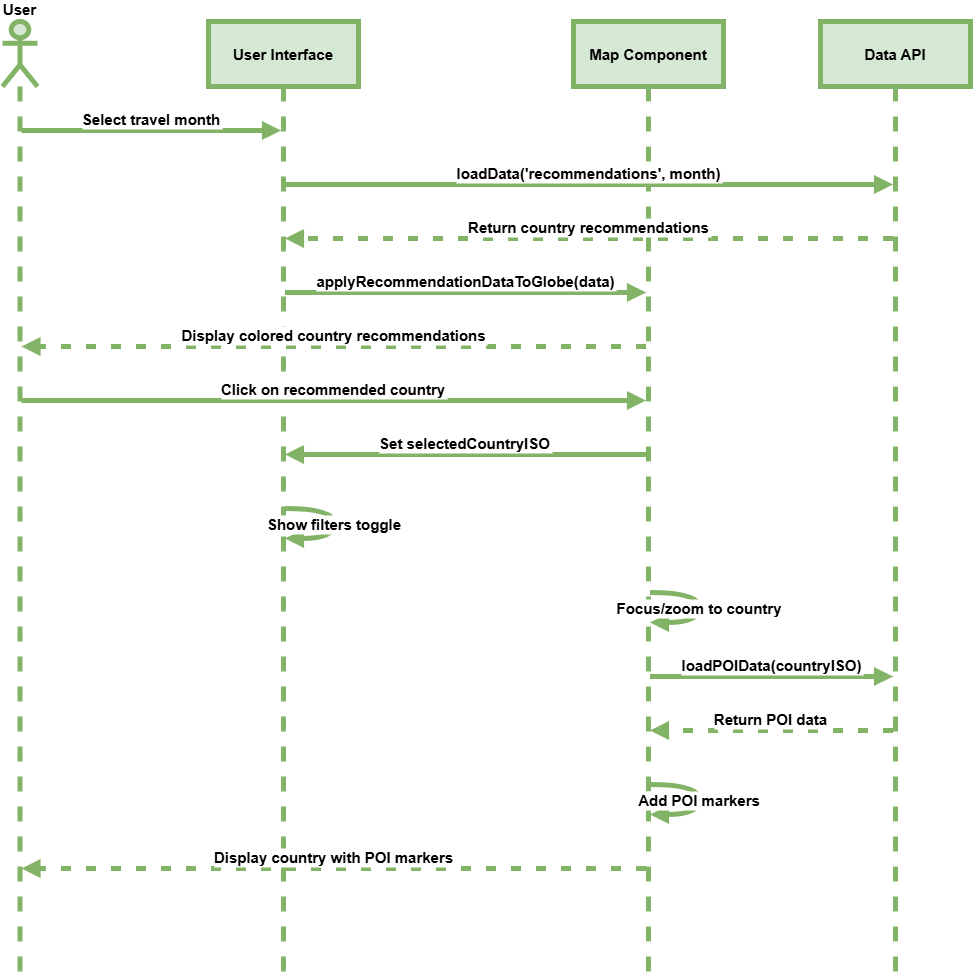 User
User Interface
Map Component
Data API
Select travel month
loadData('recommendations', month)
Return country recommendations
applyRecommendationDataToGlobe(data)
Display colored country recommendations
Click on recommended country
Set selectedCountryISO
Show filters toggle
Focus/zoom to country
loadPOIData(countryISO)
Return POI data
Add POI markers
Display country with POI markers